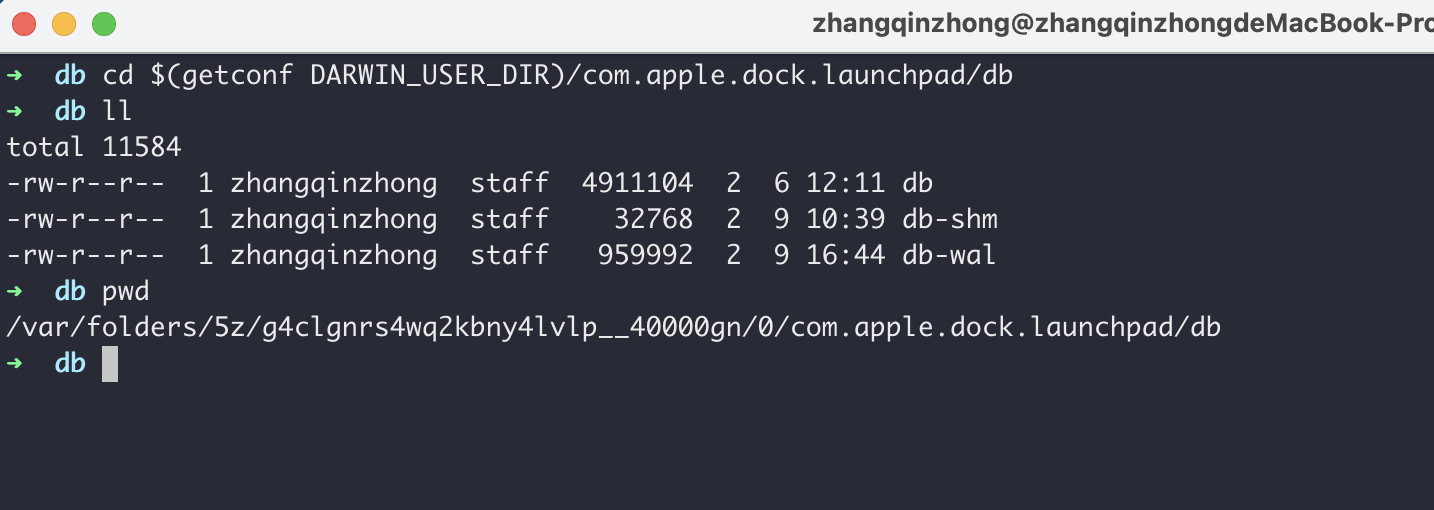 zhangqinzhong@zhangqinzhongdeMacBook-Pro
➜  db cd $(getconf DARWIN_USER_DIR)/com.apple.dock.launchpad/db
➜  db ll
total 11584
-rw-r--r--  1 zhangqinzhong  staff  4911104  2  6 12:11 db
-rw-r--r--  1 zhangqinzhong  staff    32768  2  9 10:39 db-shm
-rw-r--r--  1 zhangqinzhong  staff   959992  2  9 16:44 db-wal
➜  db pwd
/var/folders/5z/g4clgnrs4wq2kbny4lvlp__40000gn/0/com.apple.dock.launchpad/db
➜  db